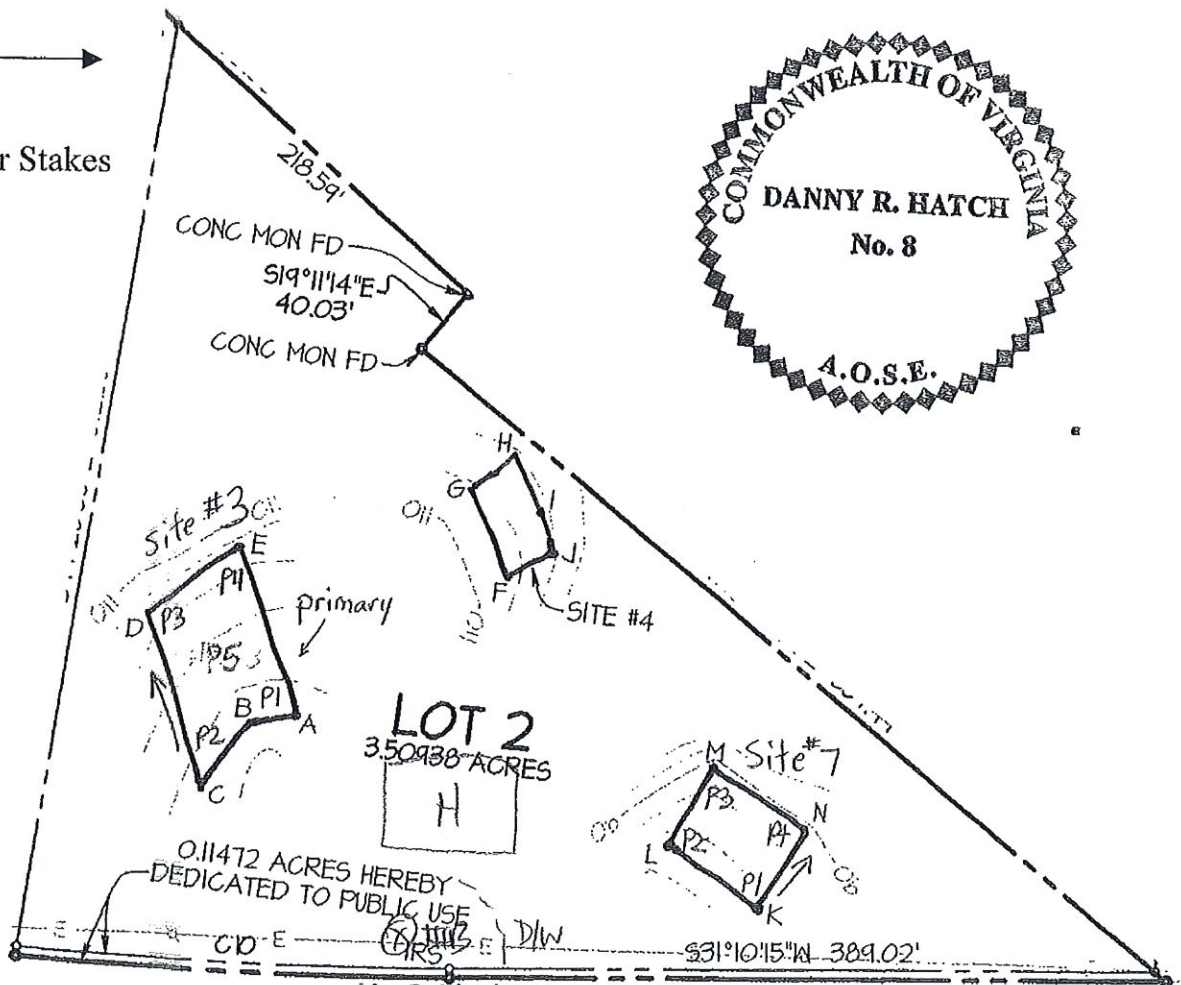 r Stakes
218.59'
CONC MON FD
S19°11'14"E
40.03'
CONC MON FD
COMMONWEALTH OF VIRGINIA
DANNY R. HATCH
No. 8
A.O.S.E.
H
G
I
J
F
SITE #4
Site #3
E
P4
D
P3
primary
P5
B
P1
A
P2
C
LOT 2
3.50938 ACRES
H
M
Site #7
P3
N
P4
L
P2
P1
K
0.11472 ACRES HEREBY
DEDICATED TO PUBLIC USE
E
E
E
D/W
IRS
S31°10'15"W 389.02'